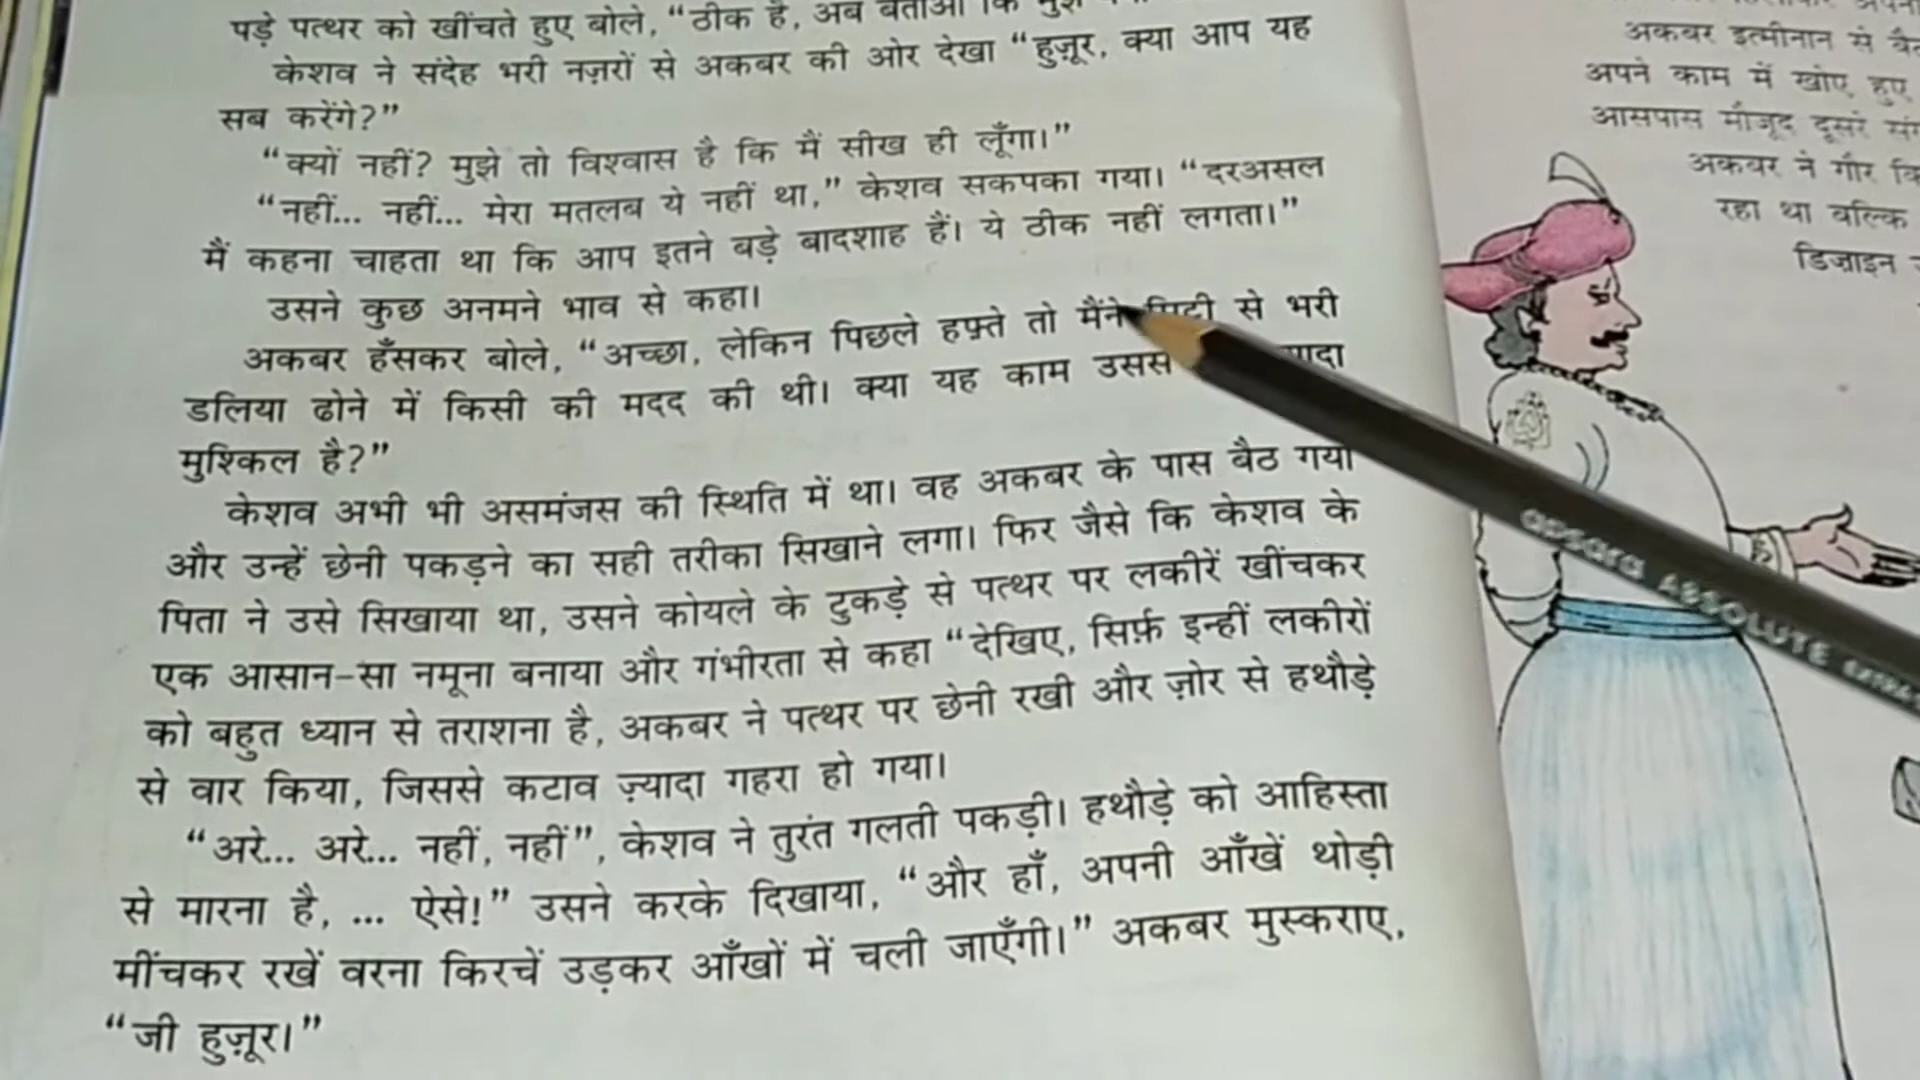 पड़े पत्थर को खींचते हुए बोले, “ठीक है, अब बताओ कि मुझे
केशव ने संदेह भरी नज़रों से अकबर की ओर देखा “हुज़ूर, क्या आप यह
सब करेंगे?”
“क्यों नहीं? मुझे तो विश्वास है कि मैं सीख ही लूँगा।”
“नहीं... नहीं... मेरा मतलब ये नहीं था,” केशव सकपका गया। “दरअसल
मैं कहना चाहता था कि आप इतने बड़े बादशाह हैं। ये ठीक नहीं लगता।”
उसने कुछ अनमने भाव से कहा।
अकबर हँसकर बोले, “अच्छा, लेकिन पिछले हफ़्ते तो मैंने मिट्टी से भरी
डलिया ढोने में किसी की मदद की थी। क्या यह काम उससे
मुश्किल है?”
केशव अभी भी असमंजस की स्थिति में था। वह अकबर के पास बैठ गया
और उन्हें छेनी पकड़ने का सही तरीका सिखाने लगा। फिर जैसे कि केशव के
पिता ने उसे सिखाया था, उसने कोयले के टुकड़े से पत्थर पर लकीरें खींचकर
एक आसान-सा नमूना बनाया और गंभीरता से कहा “देखिए, सिर्फ़ इन्हीं लकीरों
को बहुत ध्यान से तराशना है, अकबर ने पत्थर पर छेनी रखी और ज़ोर से हथौड़े
से वार किया, जिससे कटाव ज़्यादा गहरा हो गया।
“अरे... अरे... नहीं, नहीं”, केशव ने तुरंत गलती पकड़ी। हथौड़े को आहिस्ता
से मारना है, ... ऐसे!” उसने करके दिखाया, “और हाँ, अपनी आँखें थोड़ी
मींचकर रखें वरना किरचें उड़कर आँखों में चली जाएँगी।” अकबर मुस्कराए,
“जी हुज़ूर।”
अकबर इत्मीनान से
अपने काम में खोए हुए
आसपास मौजूद दूसरे
अकबर ने गौर
रहा था बल्कि
डिज़ाइन
apsara ABSOLUTE